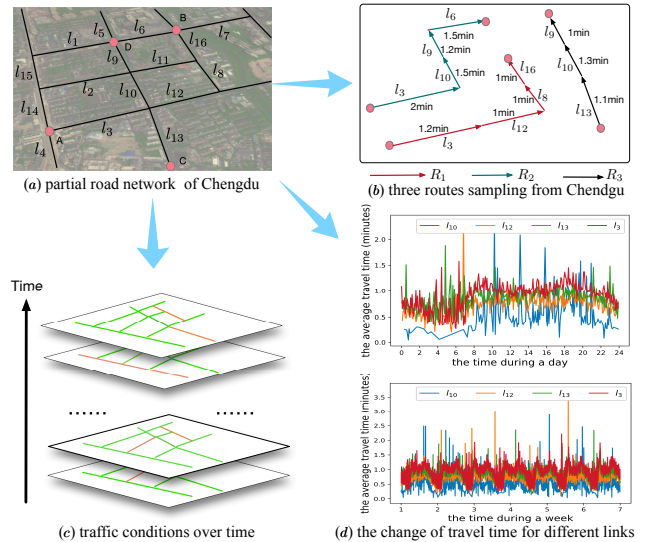 l5 l6 B l7
l1 D l16
l15 l9 l11
l2 l10 l12 l8
l14 A l3 l13
l4 C
(a) partial road network of Chengdu
l6 l9
1.5min
l9 1.2min 1min
l16 l10 1.3min
l10 1.5min 1min
l3 1min l8
2min 1min l13 1.1min
1.2min l12
l3
R1 R2 R3
(b) three routes sampling from Chendgu
Time
......
......
(c) traffic conditions over time
the average travel time (minutes)
l10 l12 l13 l3
2.0
1.5
1.0
0.5
0.0
0 2 4 6 8 10 12 14 16 18 20 22 24
the time during a day
the average travel time (minutes)
l10 l12 l13 l3
3.5
3.0
2.5
2.0
1.5
1.0
0.5
0.0
1 2 3 4 5 6 7
the time during a week
(d) the change of travel time for different links